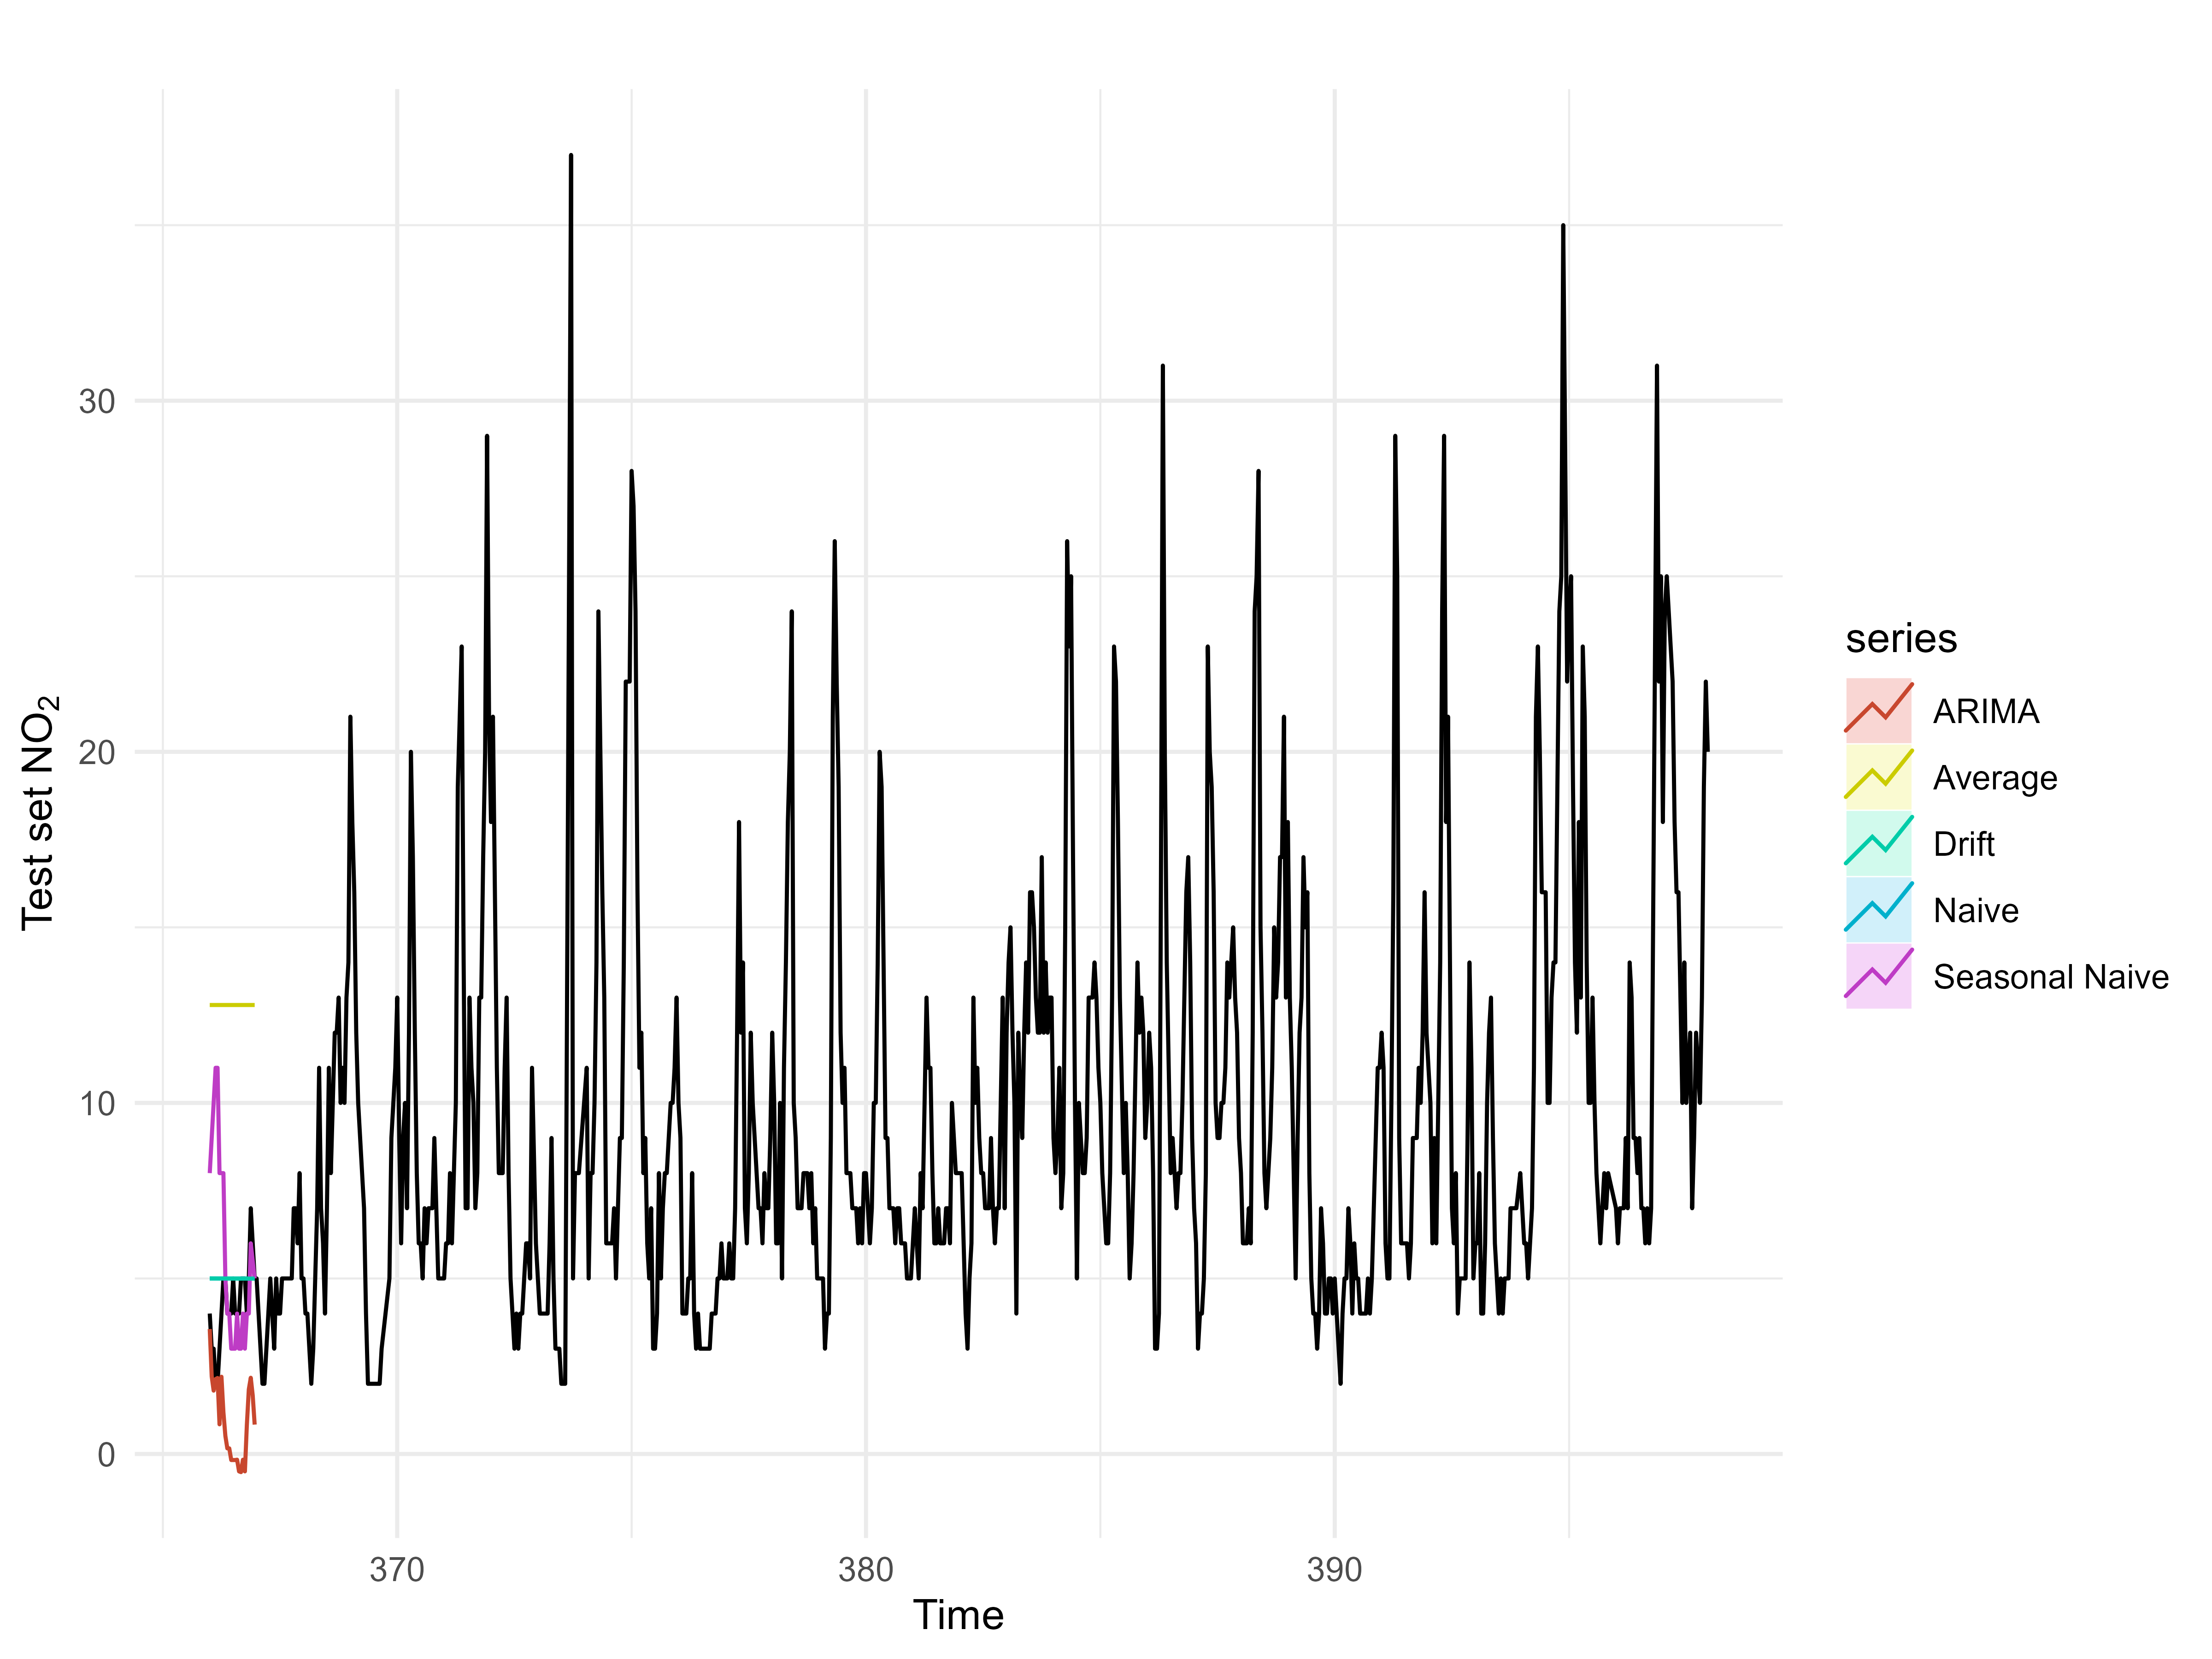 Test set NO₂
30
20
10
0
370
380
390
Time
series
ARIMA
Average
Drift
Naive
Seasonal Naive